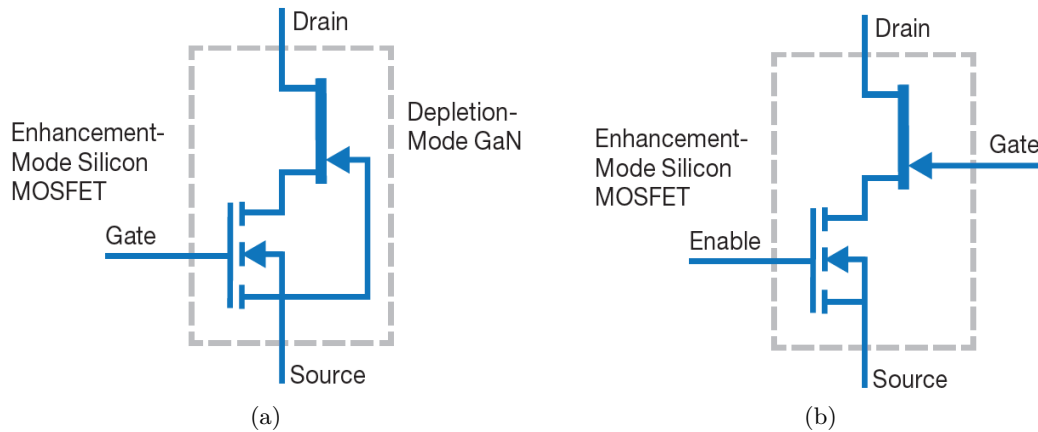 Drain
Enhancement-
Mode Silicon
MOSFET
Depletion-
Mode GaN
Gate
Source
(a)
Drain
Enhancement-
Mode Silicon
MOSFET
Gate
Enable
Source
(b)